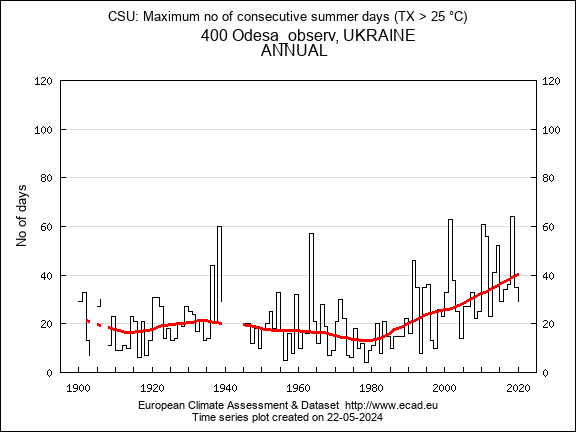 CSU: Maximum no of consecutive summer days (TX > 25 °C)
400 Odesa_observ, UKRAINE
ANNUAL
120 120
100 100
80 80
60 60
40 40
20 20
0 0
No of days
1900 1920 1940 1960 1980 2000 2020
European Climate Assessment & Dataset http://www.ecad.eu
Time series plot created on 22-05-2024